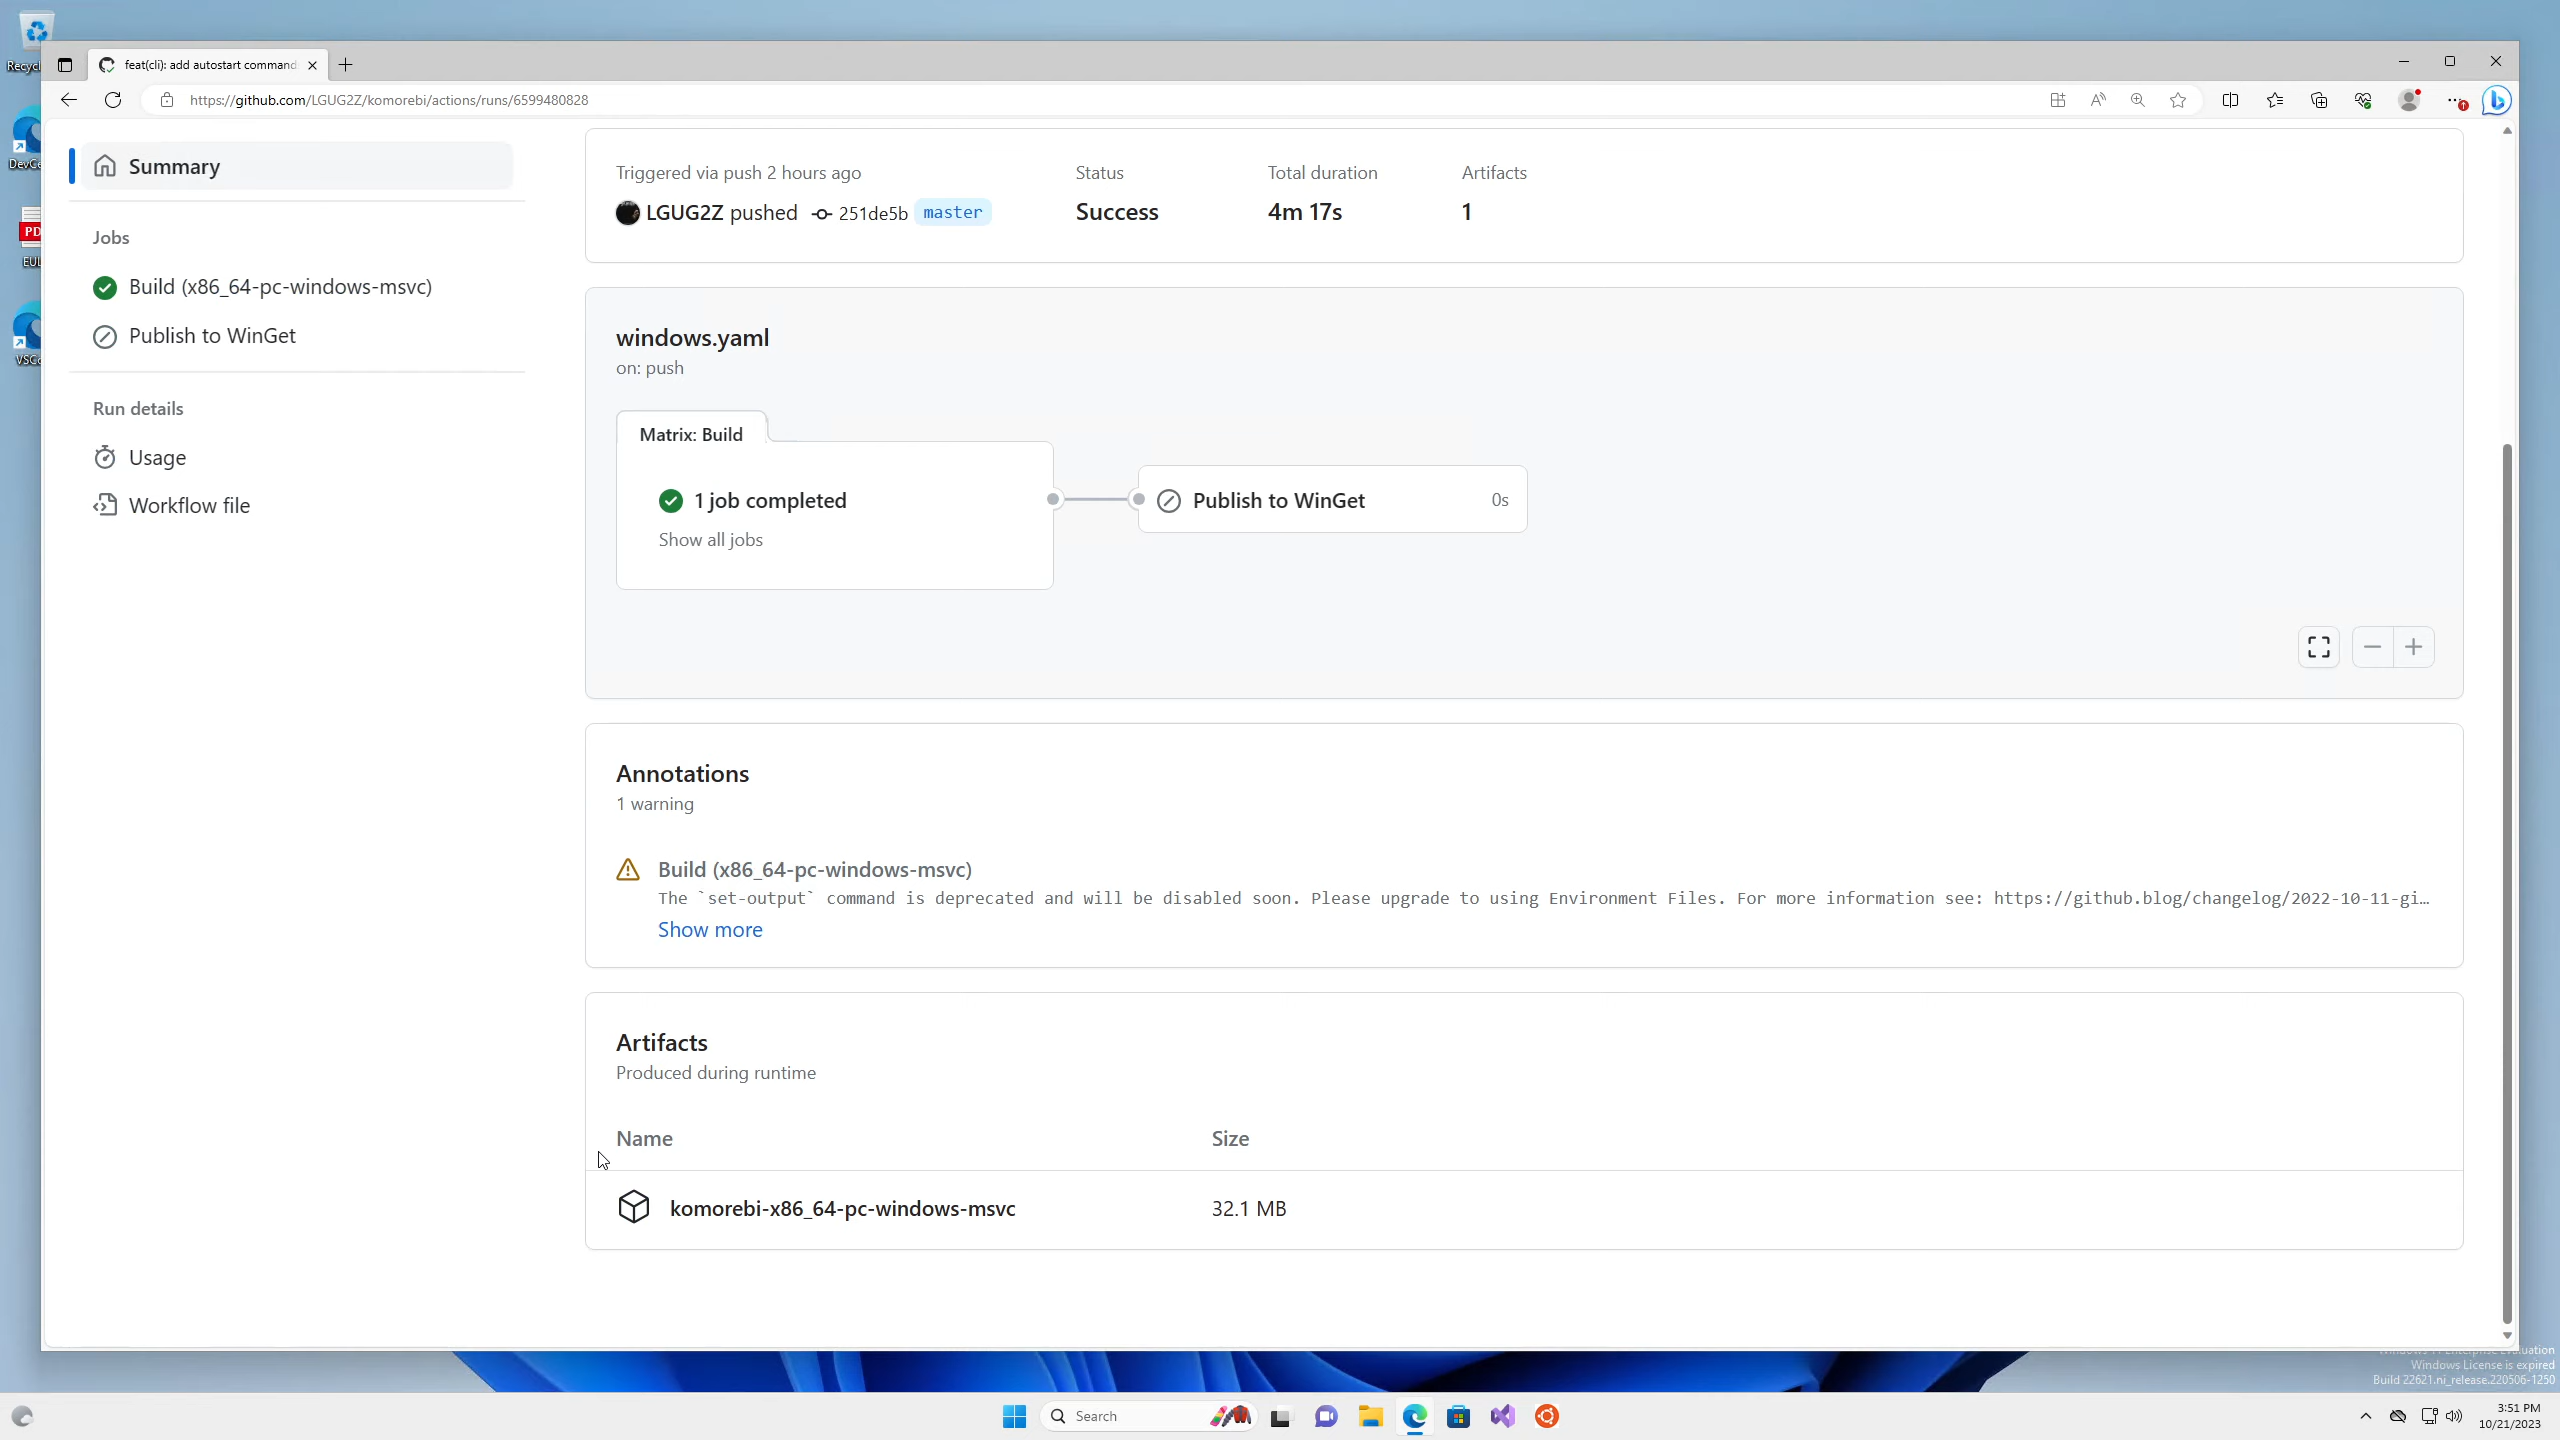 Recycl
DevCe
PD
EUL
VSCo
feat(cli): add autostart command
https://github.com/LGUG2Z/komorebi/actions/runs/6599480828
Summary
Jobs
Build (x86_64-pc-windows-msvc)
Publish to WinGet
Run details
Usage
Workflow file
Triggered via push 2 hours ago
LGUG2Z pushed 251de5b master
Status
Success
Total duration
4m 17s
Artifacts
1
windows.yaml
on: push
Matrix: Build
1 job completed
Show all jobs
Publish to WinGet 0s
Annotations
1 warning
Build (x86_64-pc-windows-msvc)
The `set-output` command is deprecated and will be disabled soon. Please upgrade to using Environment Files. For more information see: https://github.blog/changelog/2022-10-11-gi…
Show more
Artifacts
Produced during runtime
Name Size
komorebi-x86_64-pc-windows-msvc 32.1 MB
Windows License is expired
Build 22621.ni_release.220506-1250
Search
3:51 PM
10/21/2023